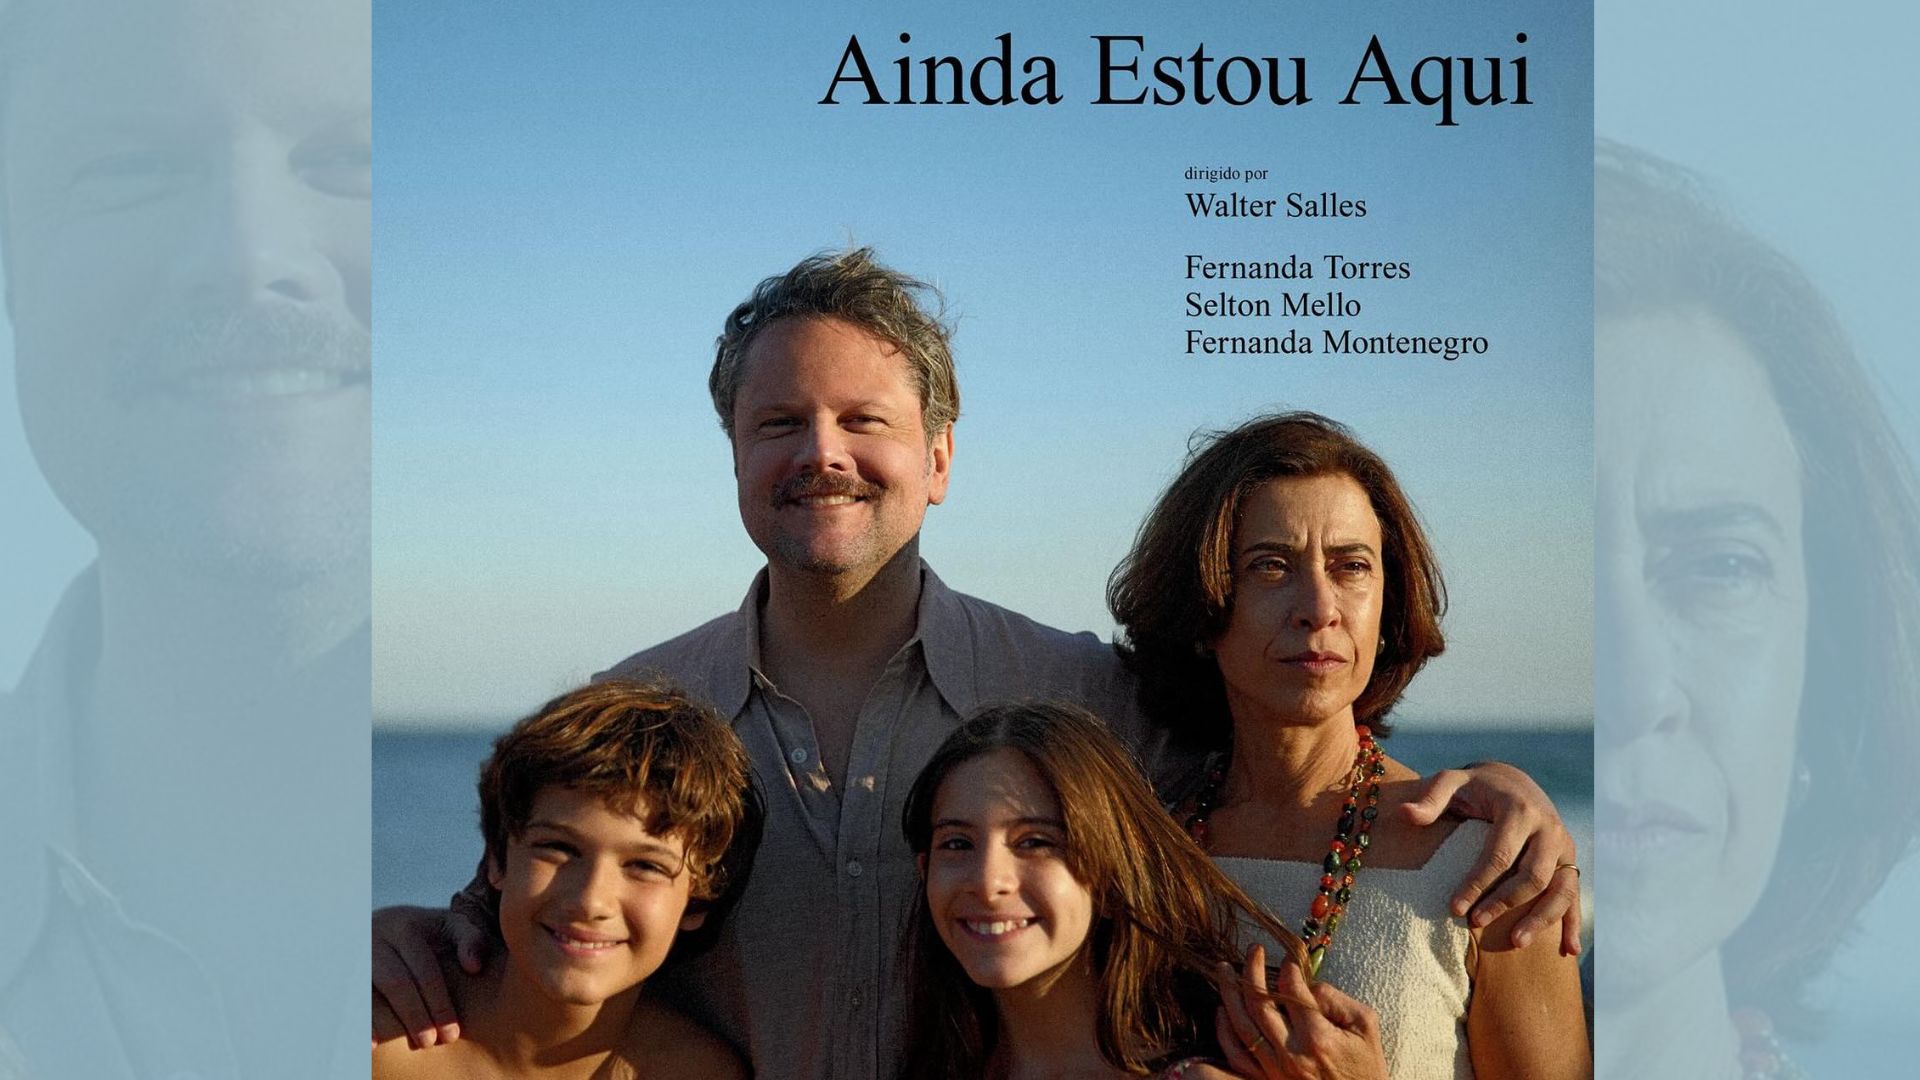 Ainda Estou Aqui
dirigido por
Walter Salles
Fernanda Torres
Selton Mello
Fernanda Montenegro